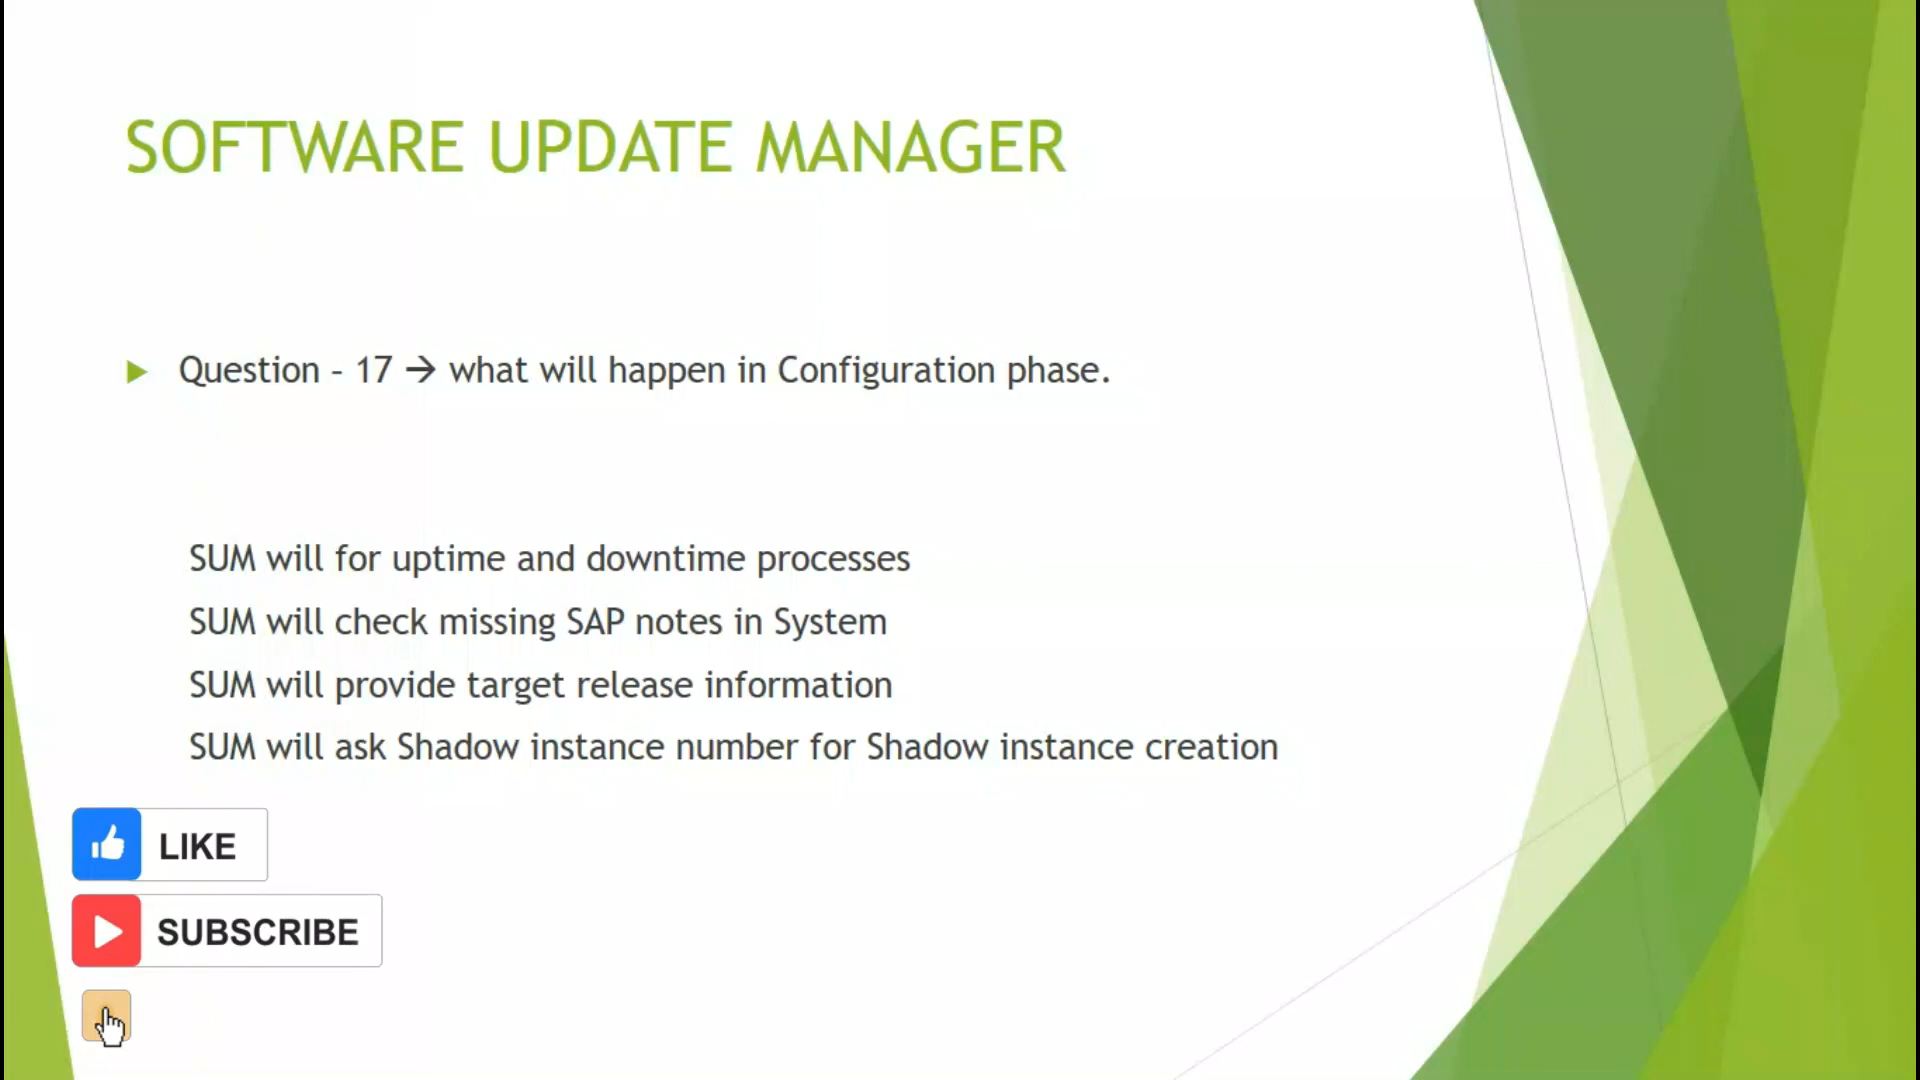 SOFTWARE UPDATE MANAGER
Question – 17 → what will happen in Configuration phase.
SUM will for uptime and downtime processes
SUM will check missing SAP notes in System
SUM will provide target release information
SUM will ask Shadow instance number for Shadow instance creation
LIKE
SUBSCRIBE